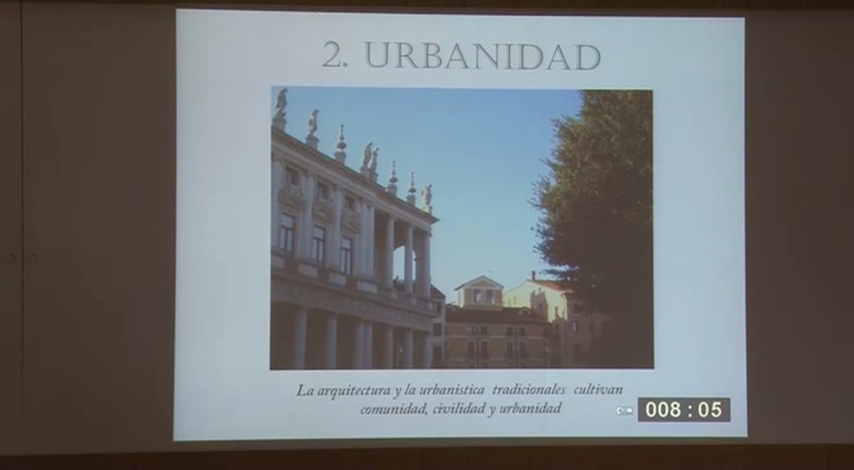 2. URBANIDAD
La arquitectura y la urbanistica tradicionales cultivan
comunidad, civilidad y urbanidad
008:05